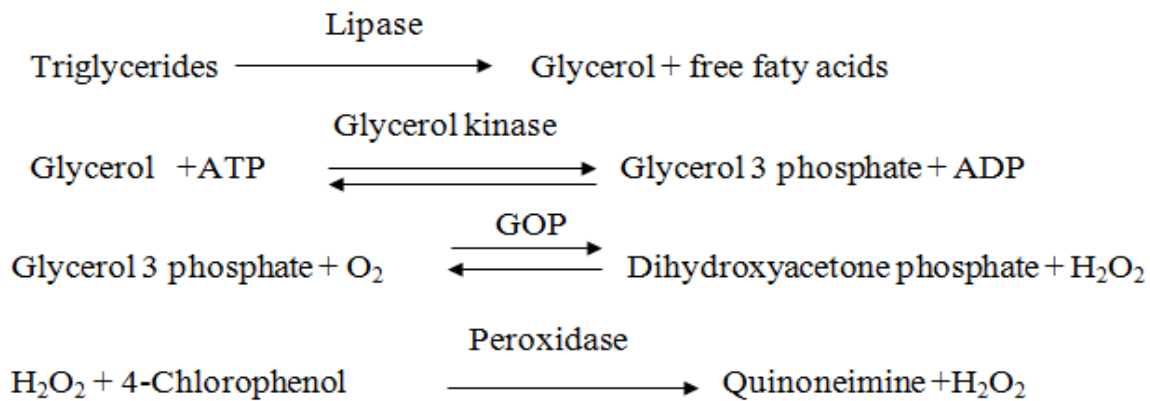 Lipase
Triglycerides Glycerol + free faty acids
Glycerol kinase
Glycerol +ATP Glycerol 3 phosphate + ADP
GOP
Glycerol 3 phosphate + O₂ Dihydroxyacetone phosphate + H₂O₂
Peroxidase
H₂O₂ + 4-Chlorophenol Quinoneimine +H₂O₂